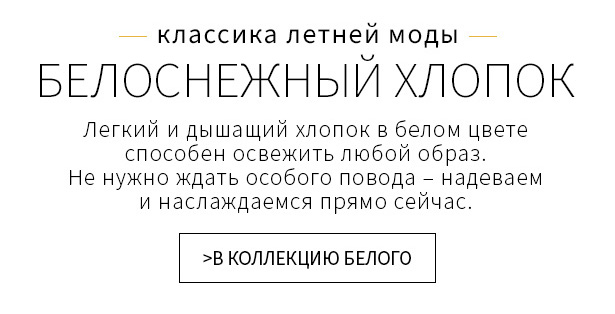 классика летней моды
БЕЛОСНЕЖНЫЙ ХЛОПОК
Легкий и дышащий хлопок в белом цвете
способен освежить любой образ.
Не нужно ждать особого повода – надеваем
и наслаждаемся прямо сейчас.
>В КОЛЛЕКЦИЮ БЕЛОГО